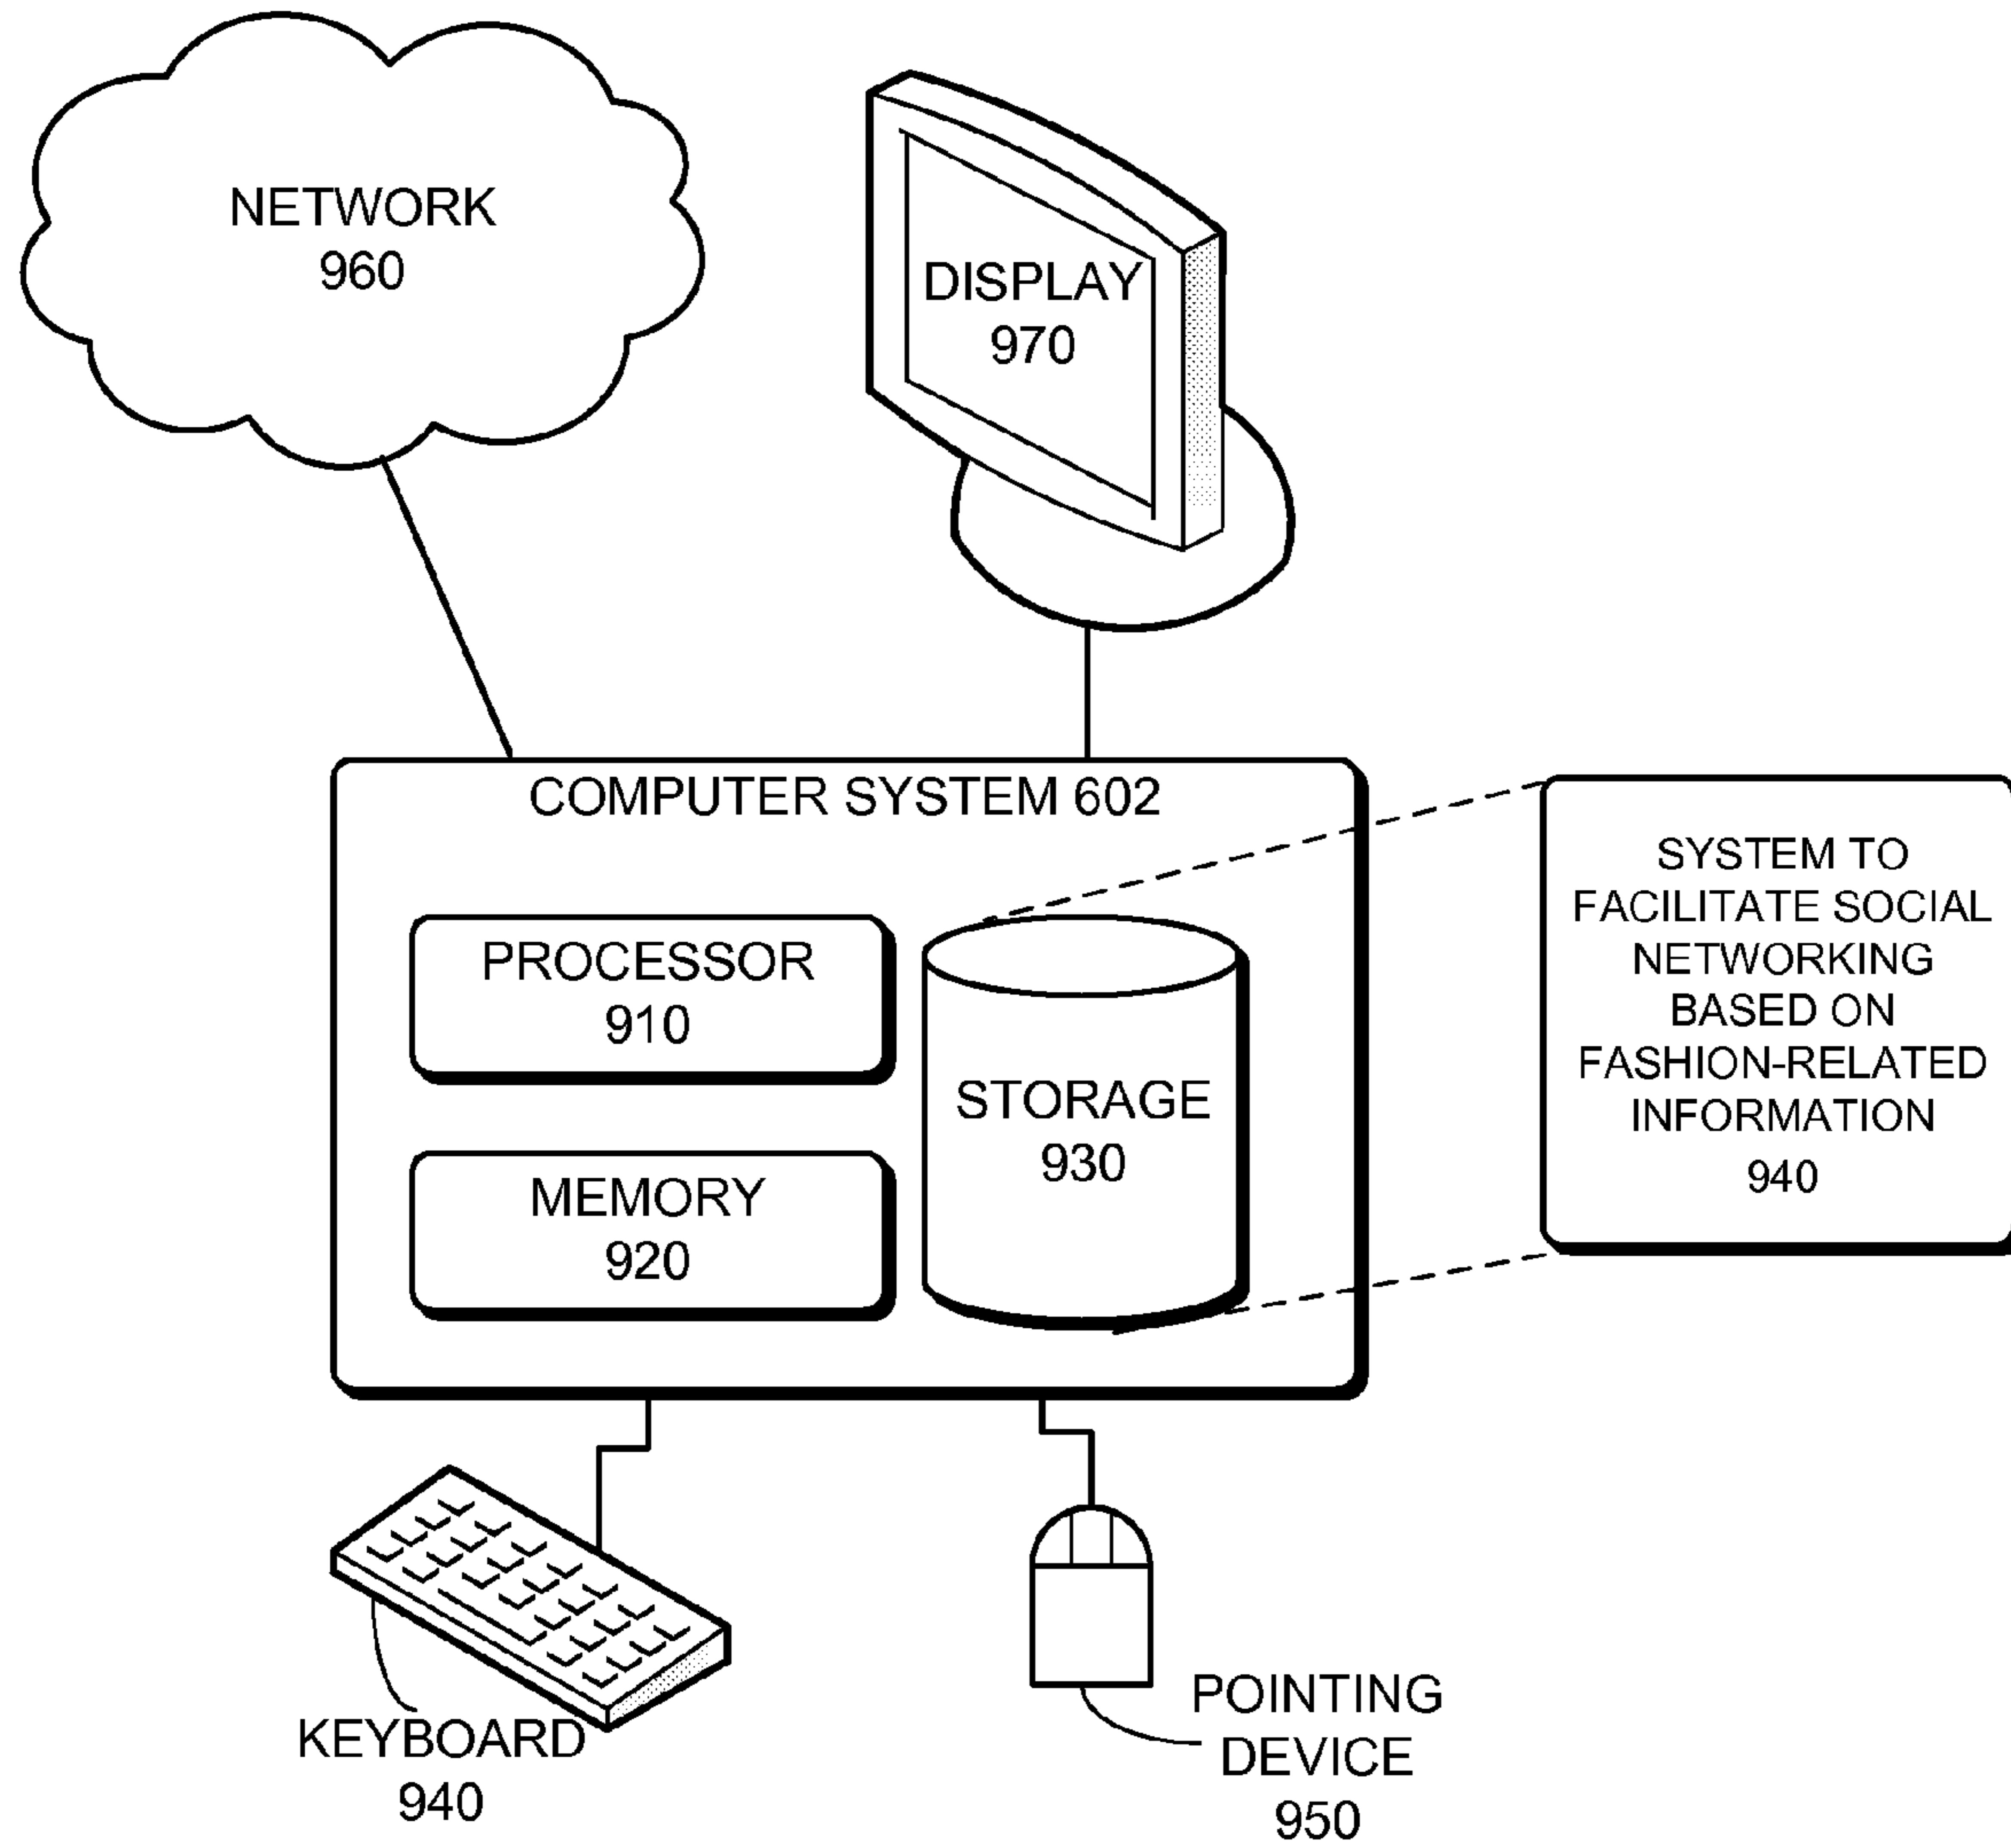 NETWORK
960
DISPLAY
970
COMPUTER SYSTEM 602
PROCESSOR
910
MEMORY
920
STORAGE
930
SYSTEM TO
FACILITATE SOCIAL
NETWORKING
BASED ON
FASHION-RELATED
INFORMATION
940
KEYBOARD
940
POINTING
DEVICE
950